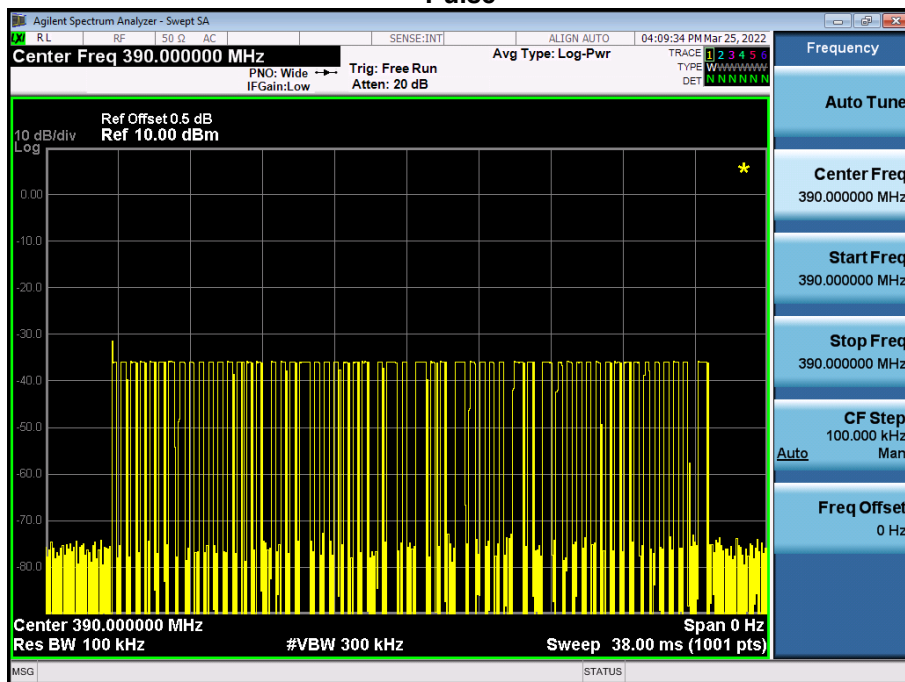 Agilent Spectrum Analyzer - Swept SA
LXI RL RF 50 Ω AC SENSE:INT ALIGN AUTO 04:09:34 PM Mar 25, 2022
Center Freq 390.000000 MHz
PNO: Wide
IFGain:Low
Trig: Free Run
Atten: 20 dB
Avg Type: Log-Pwr
TRACE 1 2 3 4 5 6
TYPE WWWWWW
DET N N N N N N
Frequency
Auto Tune
Center Freq
390.000000 MHz
Start Freq
390.000000 MHz
Stop Freq
390.000000 MHz
CF Step
100.000 kHz
Auto Man
Freq Offset
0 Hz
Ref Offset 0.5 dB
10 dB/div Ref 10.00 dBm
Log
*
0.00
-10.0
-20.0
-30.0
-40.0
-50.0
-60.0
-70.0
-80.0
Center 390.000000 MHz Span 0 Hz
Res BW 100 kHz #VBW 300 kHz Sweep 38.00 ms (1001 pts)
MSG STATUS